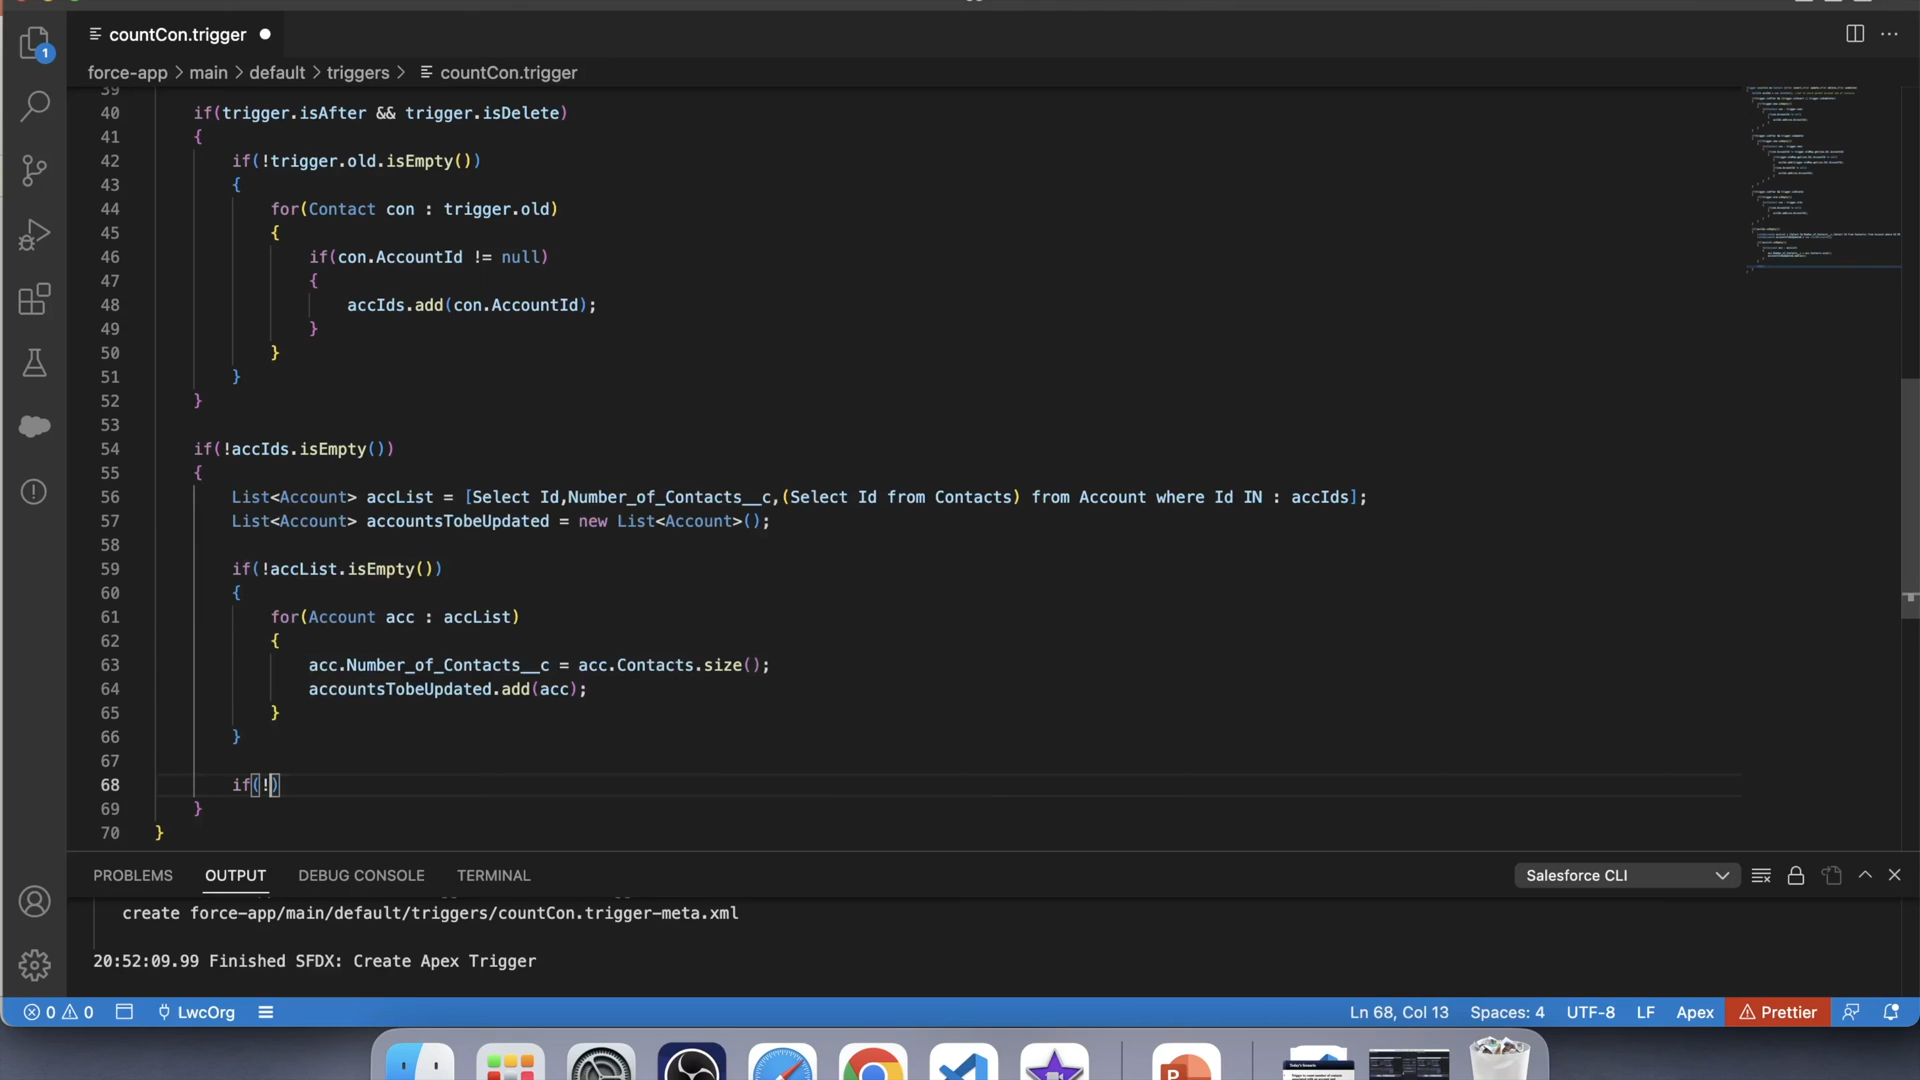 countCon.trigger
force-app > main > default > triggers > countCon.trigger
39
40 if(trigger.isAfter && trigger.isDelete)
41 {
42 if(!trigger.old.isEmpty())
43 {
44 for(Contact con : trigger.old)
45 {
46 if(con.AccountId != null)
47 {
48 accIds.add(con.AccountId);
49 }
50 }
51 }
52 }
53
54 if(!accIds.isEmpty())
55 {
56 List<Account> accList = [Select Id,Number_of_Contacts__c,(Select Id from Contacts) from Account where Id IN : accIds];
57 List<Account> accountsTobeUpdated = new List<Account>();
58
59 if(!accList.isEmpty())
60 {
61 for(Account acc : accList)
62 {
63 acc.Number_of_Contacts__c = acc.Contacts.size();
64 accountsTobeUpdated.add(acc);
65 }
66 }
67
68 if(!)
69 }
70 }
1
PROBLEMS OUTPUT DEBUG CONSOLE TERMINAL Salesforce CLI
create force-app/main/default/triggers/countCon.trigger-meta.xml
20:52:09.99 Finished SFDX: Create Apex Trigger
0 0 LwcOrg Ln 68, Col 13 Spaces: 4 UTF-8 LF Apex Prettier